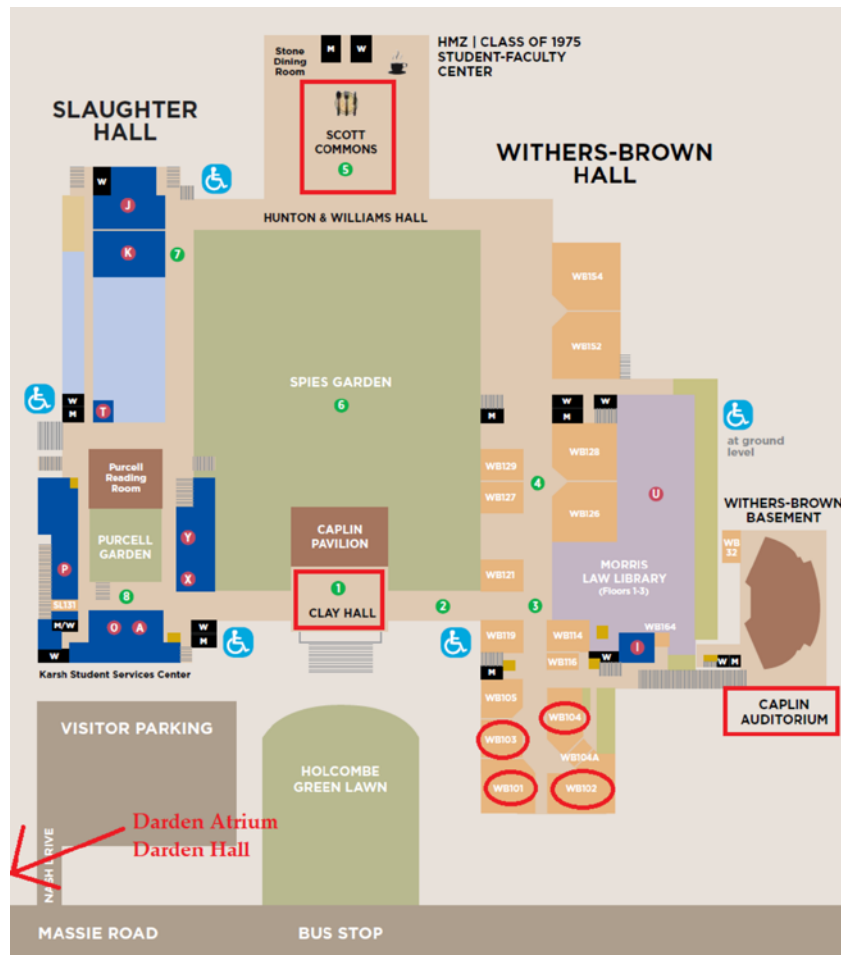 Stone
Dining
Room
M
W
HMZ | CLASS OF 1975
STUDENT-FACULTY
CENTER
SLAUGHTER
HALL
SCOTT
COMMONS
5
WITHERS-BROWN
HALL
W
J
HUNTON & WILLIAMS HALL
K
7
WB154
WB152
SPIES GARDEN
6
W
M
T
M
W
M
W
at ground
level
Purcell
Reading
Room
WB129
WB127
4
WB128
WB126
U
WITHERS-BROWN
BASEMENT
WB
32
PURCELL
GARDEN
Y
X
P
CAPLIN
PAVILION
WB121
MORRIS
LAW LIBRARY
(Floors 1-3)
8
SL131
1
CLAY HALL
2
3
M/W
O
A
W
M
WB119
WB114
WB164
I
W
W
M
WB116
W M
Karsh Student Services Center
WB105
WB104
CAPLIN
AUDITORIUM
VISITOR PARKING
WB103
WB104A
HOLCOMBE
GREEN LAWN
WB101
WB102
Darden Atrium
Darden Hall
NASH DRIVE
MASSIE ROAD
BUS STOP